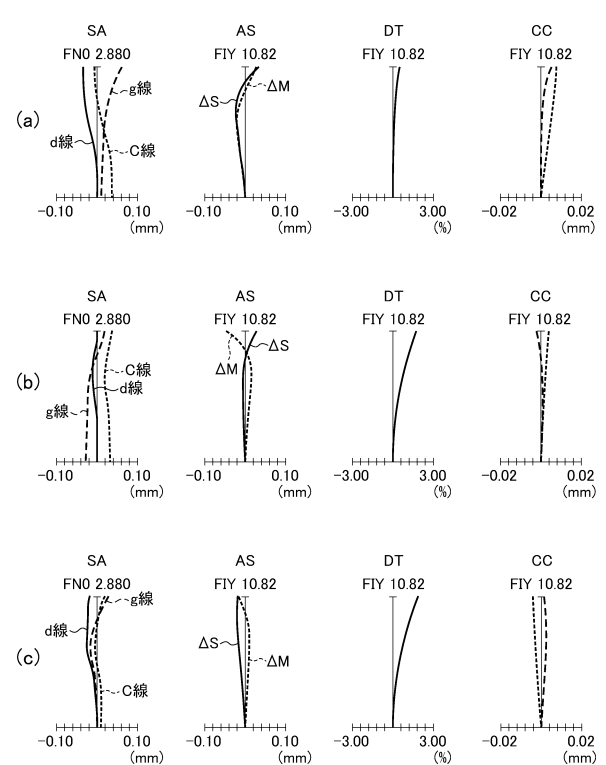 SA AS DT CC
FNO 2.880 FIY 10.82 FIY 10.82 FIY 10.82
g線
ΔM
ΔS
(a)
d線
C線
-0.10 0.10 -0.10 0.10 -3.00 3.00 -0.02 0.02
(mm) (mm) (%) (mm)
SA AS DT CC
FNO 2.880 FIY 10.82 FIY 10.82 FIY 10.82
ΔS
C線 ΔM
(b)
d線
g線
-0.10 0.10 -0.10 0.10 -3.00 3.00 -0.02 0.02
(mm) (mm) (%) (mm)
SA AS DT CC
FNO 2.880 FIY 10.82 FIY 10.82 FIY 10.82
g線
d線
ΔS
(c) ΔM
C線
-0.10 0.10 -0.10 0.10 -3.00 3.00 -0.02 0.02
(mm) (mm) (%) (mm)